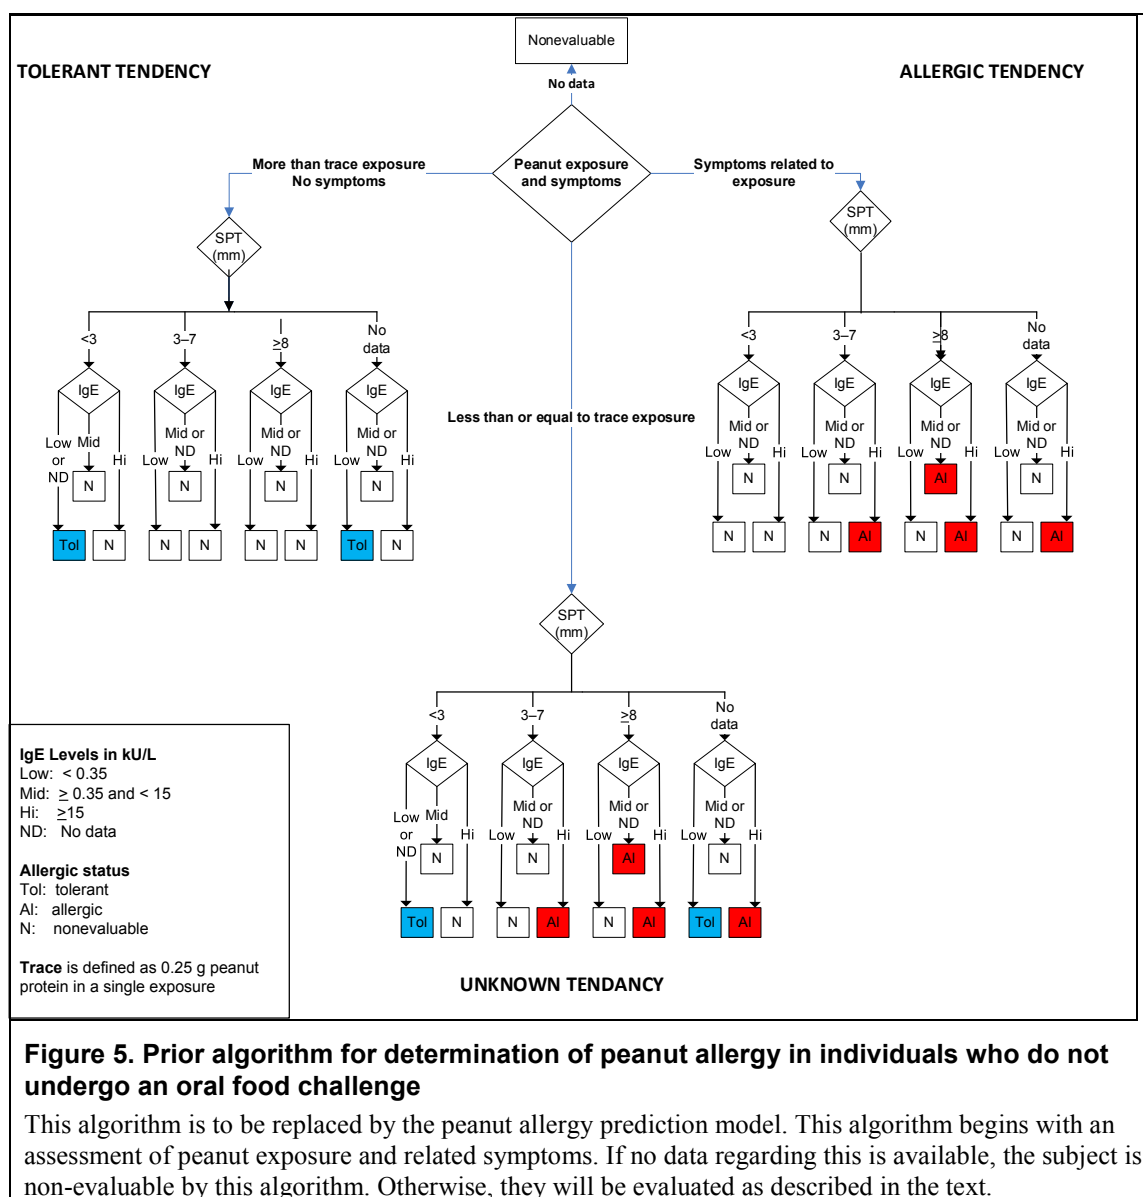 Nonevaluable
TOLERANT TENDENCY
ALLERGIC TENDENCY
No data
More than trace exposure
No symptoms
Peanut exposure
and symptoms
Symptoms related to
exposure
SPT
(mm)
<3
3–7
≥8
No
data
IgE
IgE
IgE
IgE
Low
or
ND
Mid
Hi
Low
Mid or
ND
Hi
Low
Mid or
ND
Hi
Low
Mid or
ND
Hi
N
N
N
N
Tol
N
N
N
N
N
Tol
N
SPT
(mm)
<3
3–7
≥8
No
data
IgE
IgE
IgE
IgE
Low
Mid or
ND
Hi
Low
Mid or
ND
Hi
Low
Mid or
ND
Hi
Low
Mid or
ND
Hi
N
N
Al
N
N
N
N
Al
N
Al
N
Al
Less than or equal to trace exposure
SPT
(mm)
<3
3–7
≥8
No
data
IgE
IgE
IgE
IgE
Low
or
ND
Mid
Hi
Low
Mid or
ND
Hi
Low
Mid or
ND
Hi
Low
Mid or
ND
Hi
N
N
Al
N
Tol
N
N
Al
N
Al
Tol
Al
UNKNOWN TENDANCY
IgE Levels in kU/L
Low: < 0.35
Mid: ≥ 0.35 and < 15
Hi: ≥15
ND: No data
Allergic status
Tol: tolerant
Al: allergic
N: nonevaluable
Trace is defined as 0.25 g peanut
protein in a single exposure
Figure 5. Prior algorithm for determination of peanut allergy in individuals who do not
undergo an oral food challenge
This algorithm is to be replaced by the peanut allergy prediction model. This algorithm begins with an
assessment of peanut exposure and related symptoms. If no data regarding this is available, the subject is
non-evaluable by this algorithm. Otherwise, they will be evaluated as described in the text.